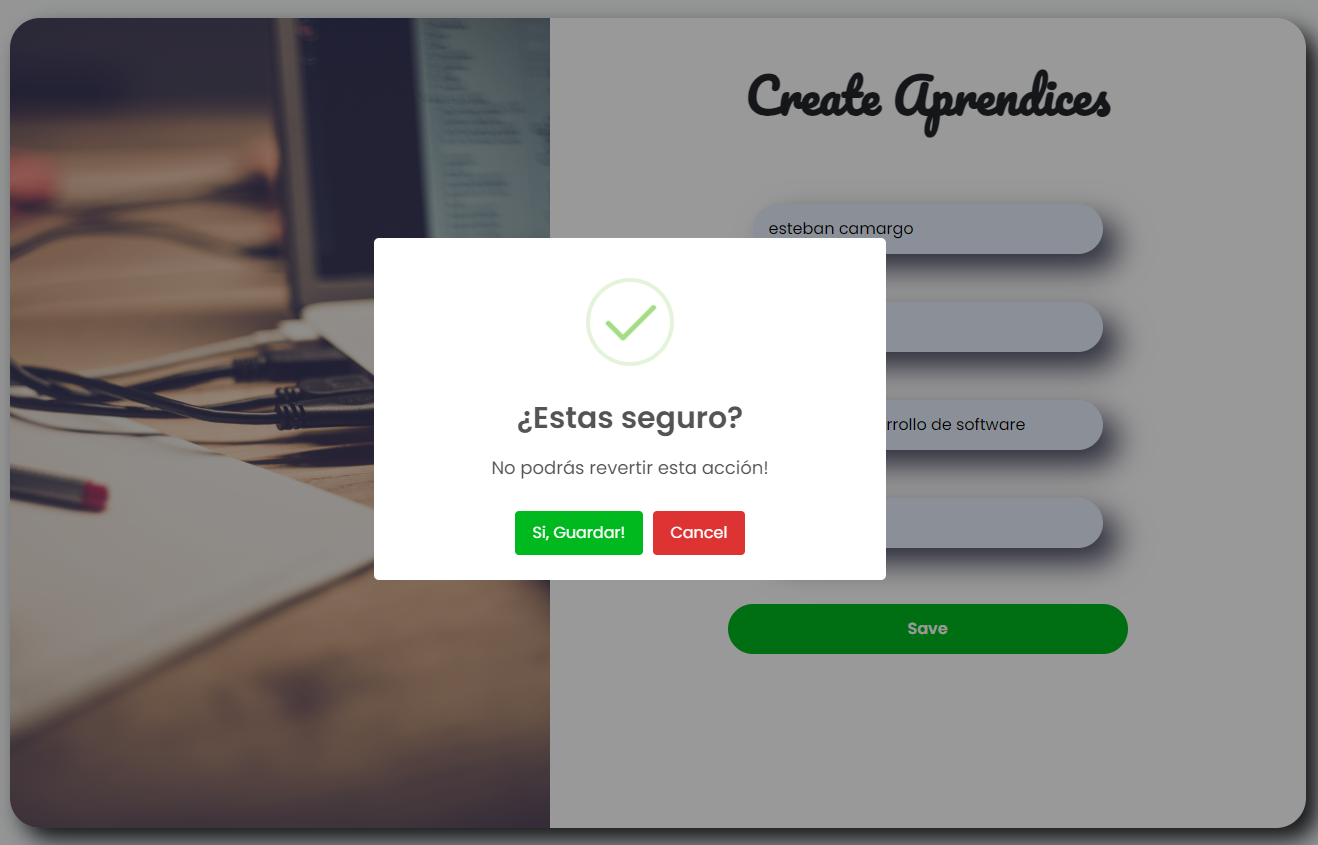 Create Aprendices
esteban camargo
¿Estas seguro?
rrollo de software
No podrás revertir esta acción!
Si, Guardar!
Cancel
Save